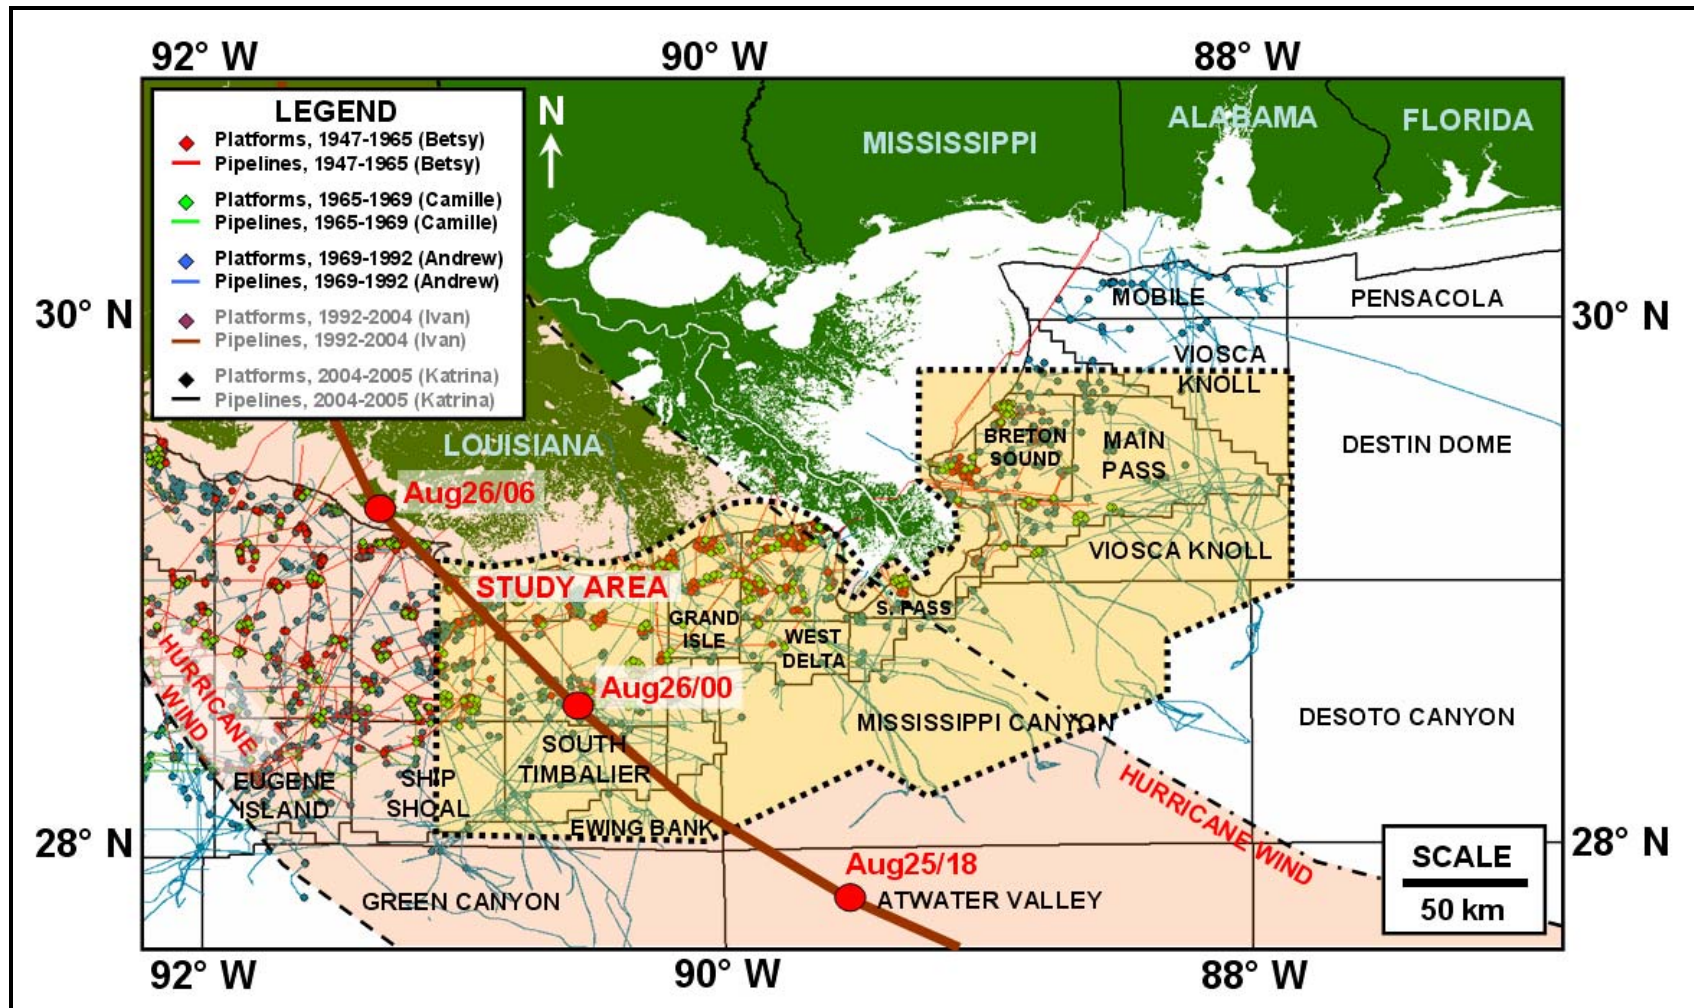 92° W
90° W
88° W
LEGEND
Platforms, 1947-1965 (Betsy)
Pipelines, 1947-1965 (Betsy)
Platforms, 1965-1969 (Camille)
Pipelines, 1965-1969 (Camille)
Platforms, 1969-1992 (Andrew)
Pipelines, 1969-1992 (Andrew)
Platforms, 1992-2004 (Ivan)
Pipelines, 1992-2004 (Ivan)
Platforms, 2004-2005 (Katrina)
Pipelines, 2004-2005 (Katrina)
N
MISSISSIPPI
ALABAMA
FLORIDA
30° N
30° N
MOBILE
PENSACOLA
VIOSCA
KNOLL
LOUISIANA
BRETON
SOUND
MAIN
PASS
DESTIN DOME
Aug26/06
VIOSCA KNOLL
STUDY AREA
GRAND
ISLE
S. PASS
WEST
DELTA
HURRICANE
WIND
Aug26/00
MISSISSIPPI CANYON
DESOTO CANYON
SOUTH
TIMBALIER
EUGENE
ISLAND
SHIP
SHOAL
EWING BANK
HURRICANE WIND
28° N
28° N
Aug25/18
ATWATER VALLEY
GREEN CANYON
SCALE
50 km
92° W
90° W
88° W